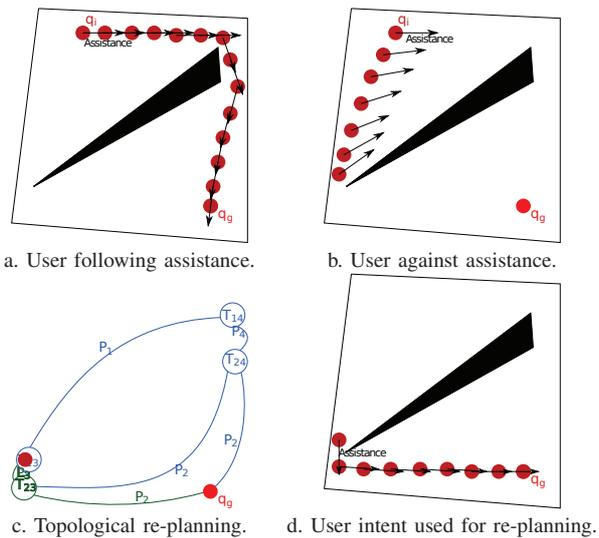 qi
Assistance
qg
a. User following assistance.
qi
Assistance
qg
b. User against assistance.
T14
P4
P1
T24
P2
P2
P3
T23
P2
qg
c. Topological re-planning.
Assistance
qg
d. User intent used for re-planning.